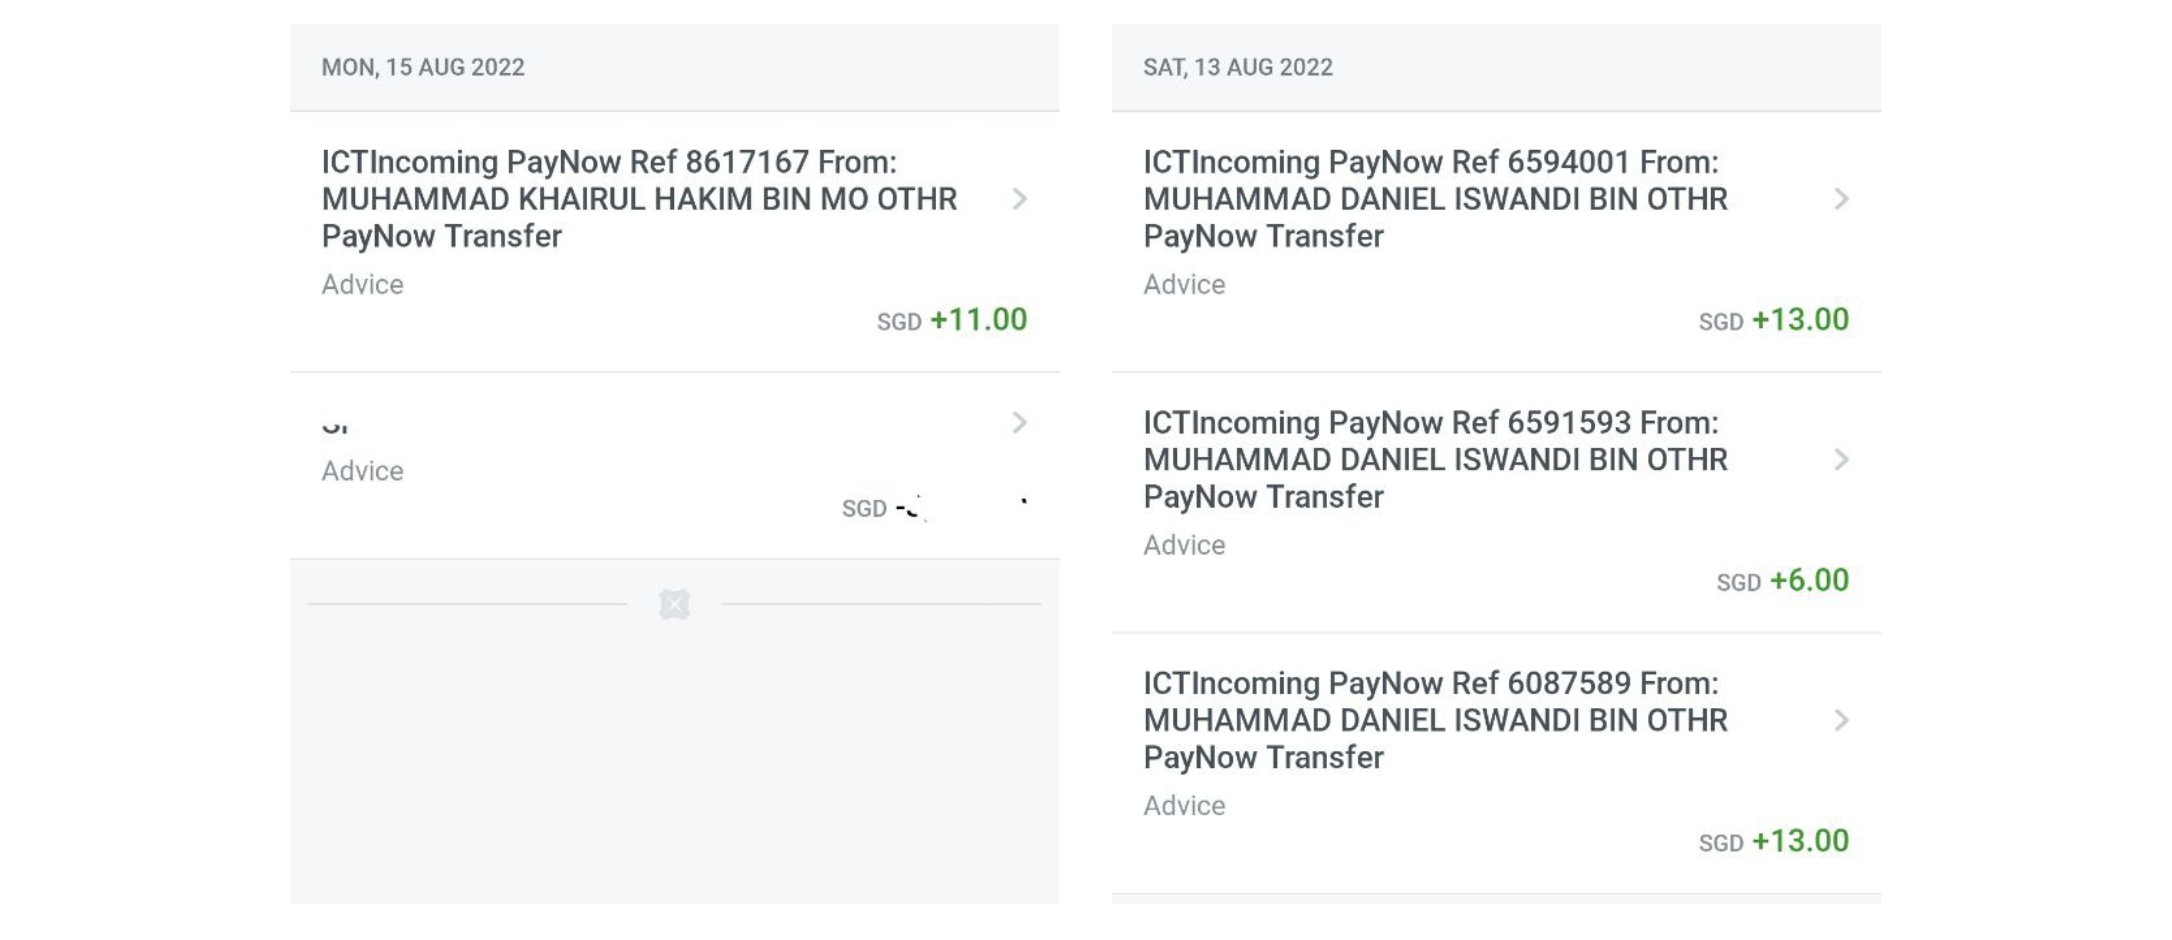 MON, 15 AUG 2022
ICTIncoming PayNow Ref 8617167 From:
MUHAMMAD KHAIRUL HAKIM BIN MO OTHR
PayNow Transfer
Advice
SGD +11.00
Advice
SGD
SAT, 13 AUG 2022
ICTIncoming PayNow Ref 6594001 From:
MUHAMMAD DANIEL ISWANDI BIN OTHR
PayNow Transfer
Advice
SGD +13.00
ICTIncoming PayNow Ref 6591593 From:
MUHAMMAD DANIEL ISWANDI BIN OTHR
PayNow Transfer
Advice
SGD +6.00
ICTIncoming PayNow Ref 6087589 From:
MUHAMMAD DANIEL ISWANDI BIN OTHR
PayNow Transfer
Advice
SGD +13.00